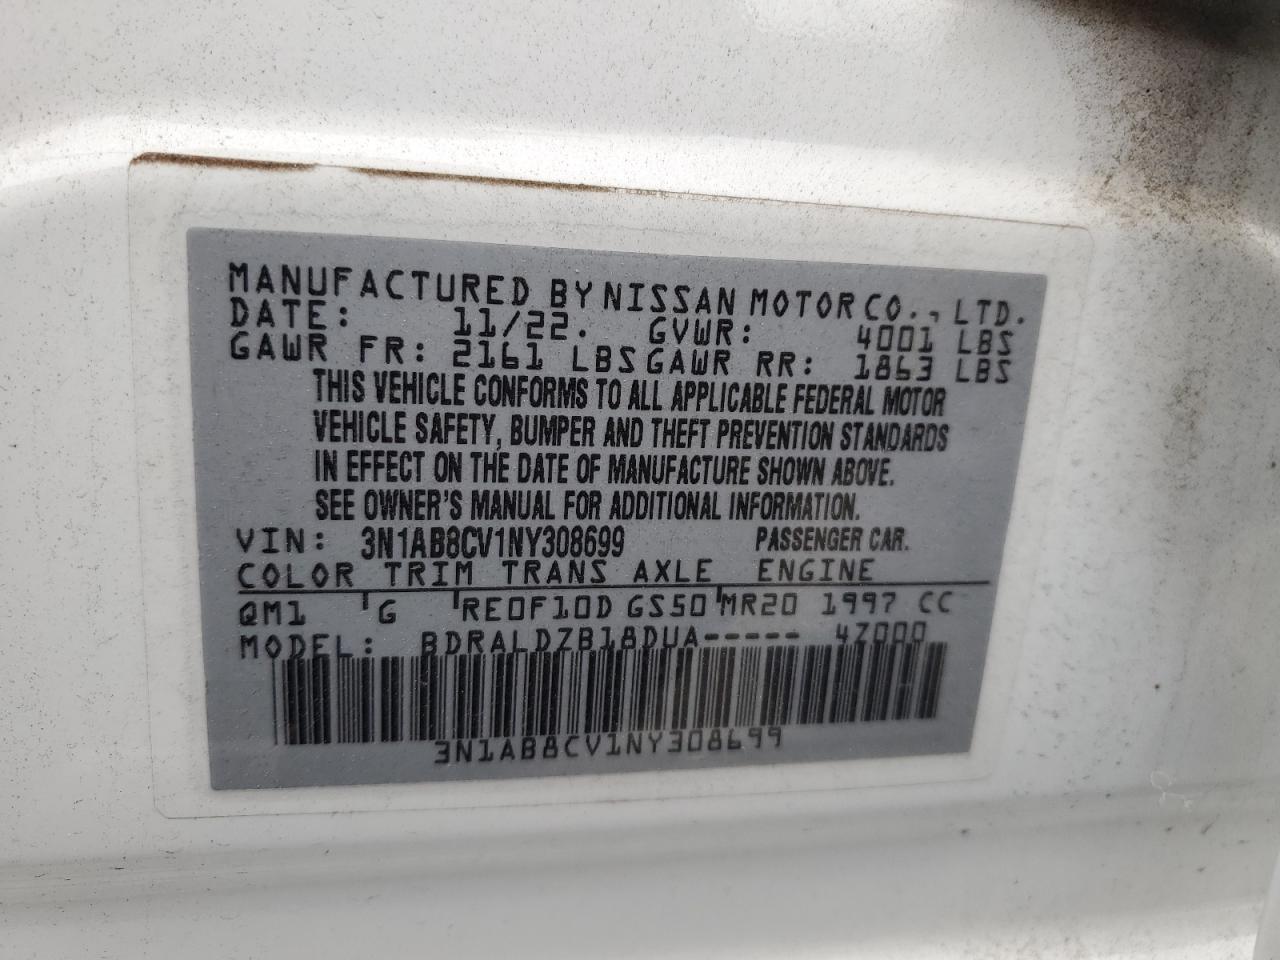 MANUFACTURED BY NISSAN MOTOR CO., LTD.
DATE: 11/22. GVWR: 4001 LBS
GAWR FR: 2161 LBS GAWR RR: 1863 LBS
THIS VEHICLE CONFORMS TO ALL APPLICABLE FEDERAL MOTOR
VEHICLE SAFETY, BUMPER AND THEFT PREVENTION STANDARDS
IN EFFECT ON THE DATE OF MANUFACTURE SHOWN ABOVE.
SEE OWNER'S MANUAL FOR ADDITIONAL INFORMATION.
VIN: 3N1AB8CV1NY308699 PASSENGER CAR.
COLOR TRIM TRANS AXLE ENGINE
QM1 G RE0F10D GS50 MR20 1997 CC
MODEL: BDRALDZB18DUA----- 4Z000
3N1AB8CV1NY308699